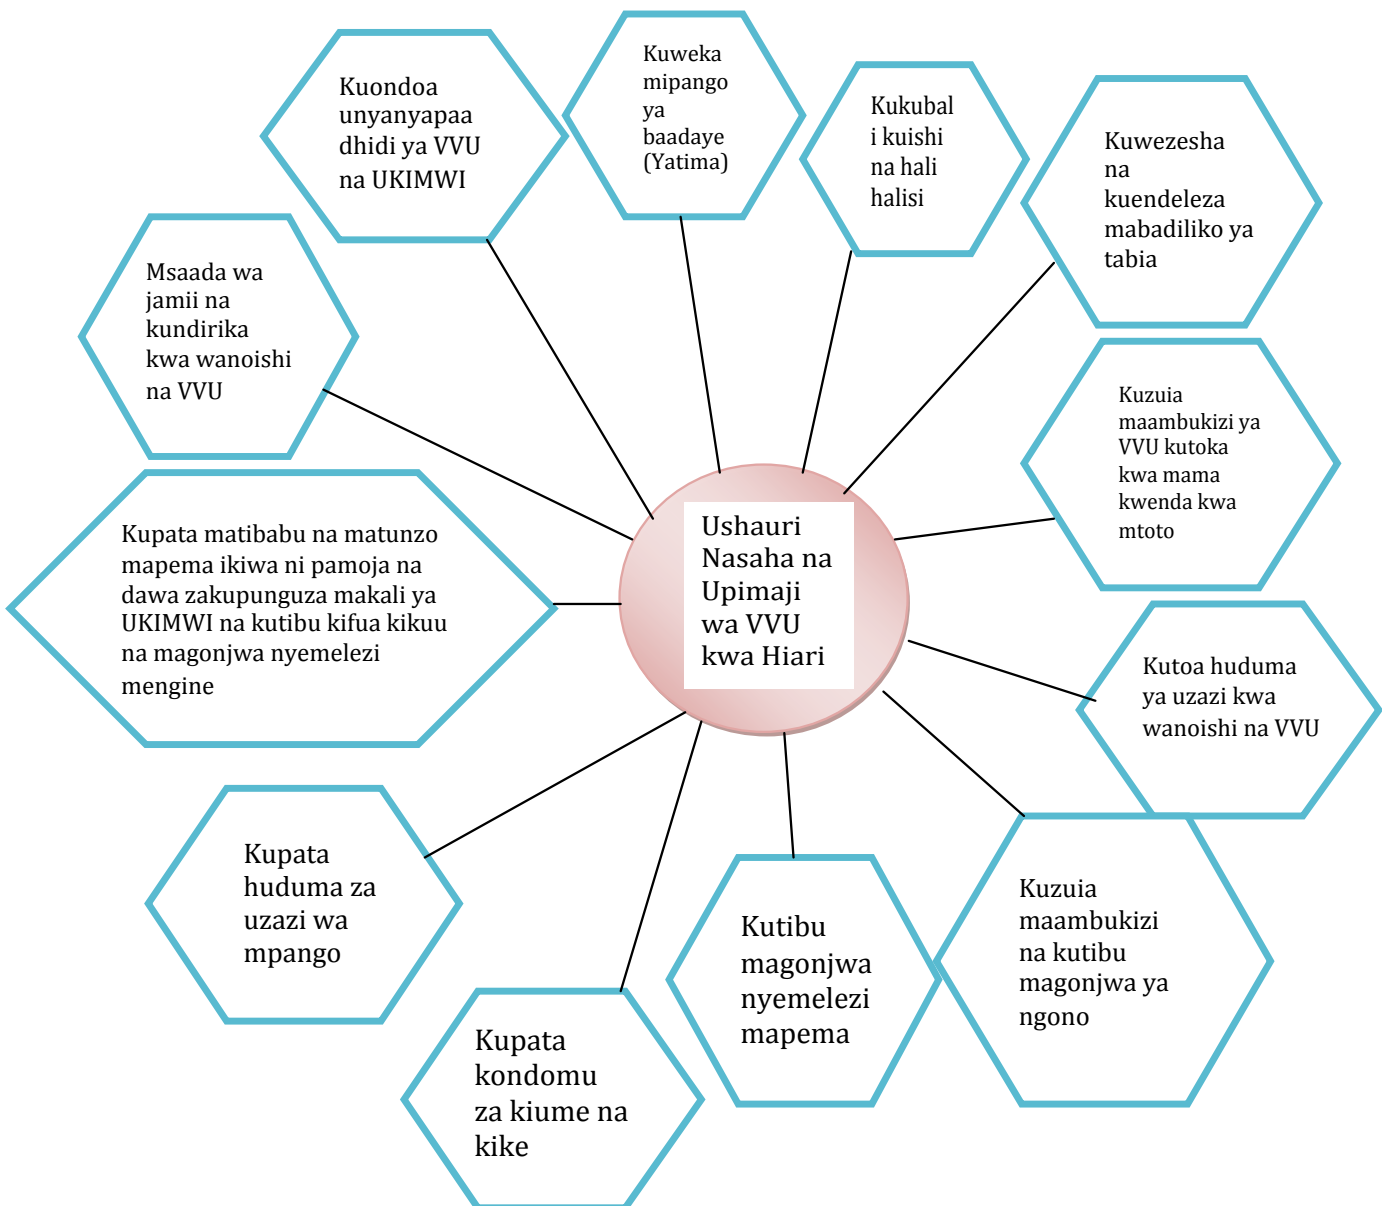 Kuondoa
unyanyapaa
dhidi ya VVU
na UKIMWI
Kuweka
mipango
ya
baadaye
(Yatima)
Kukubal
i kuishi
na hali
halisi
Kuwezesha
na
kuendeleza
mabadiliko ya
tabia
Msaada wa
jamii na
kundirika
kwa wanoishi
na VVU
Kuzuia
maambukizi ya
VVU kutoka
kwa mama
kwenda kwa
mtoto
Ushauri
Nasaha na
Upimaji
wa VVU
kwa Hiari
Kupata matibabu na matunzo
mapema ikiwa ni pamoja na
dawa zakupunguza makali ya
UKIMWI na kutibu kifua kikuu
na magonjwa nyemelezi
mengine
Kutoa huduma
ya uzazi kwa
wanoishi na VVU
Kupata
huduma za
uzazi wa
mpango
Kupata
kondomu
za kiume na
kike
Kutibu
magonjwa
nyemelezi
mapema
Kuzuia
maambukizi
na kutibu
magonjwa ya
ngono